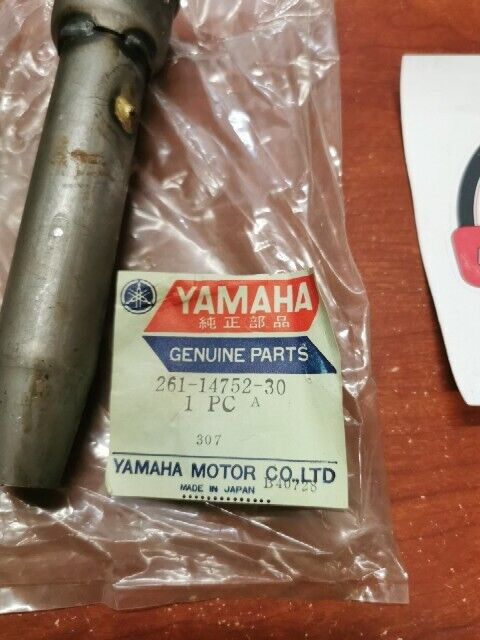 YAMAHA
純正部品
GENUINE PARTS
261-14752-30
1 PC A
307
YAMAHA MOTOR CO.,LTD
MADE IN JAPAN B40728